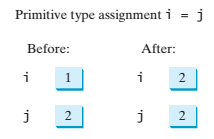 Primitive type assignment i = j
Before: After:
i 1 i 2
j 2 j 2